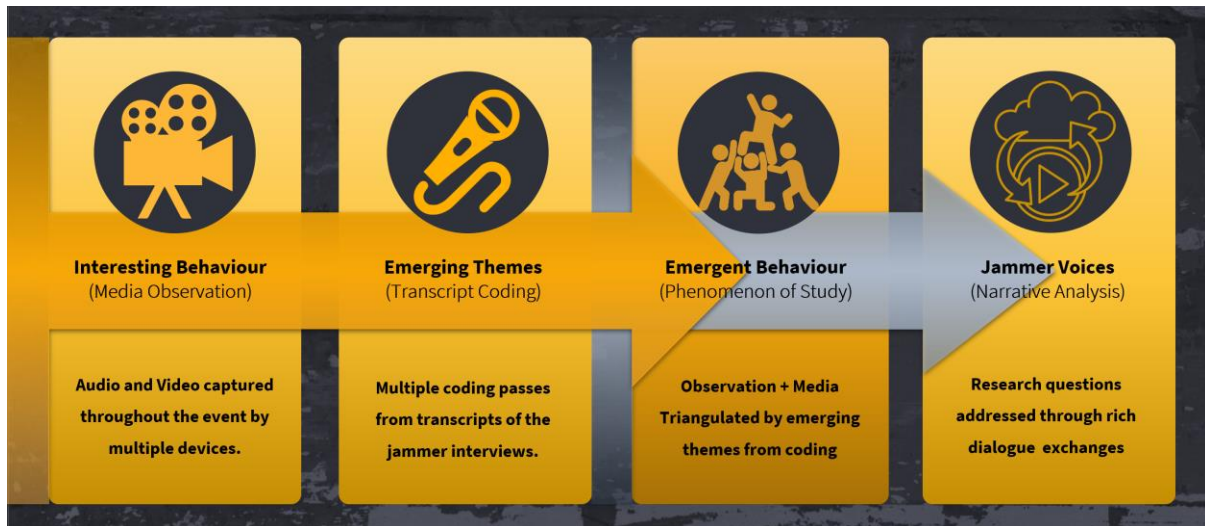 Interesting Behaviour
(Media Observation)
Audio and Video captured
throughout the event by
multiple devices.
Emerging Themes
(Transcript Coding)
Multiple coding passes
from transcripts of the
jammer interviews.
Emergent Behaviour
(Phenomenon of Study)
Observation + Media
Triangulated by emerging
themes from coding
Jammer Voices
(Narrative Analysis)
Research questions
addressed through rich
dialogue exchanges